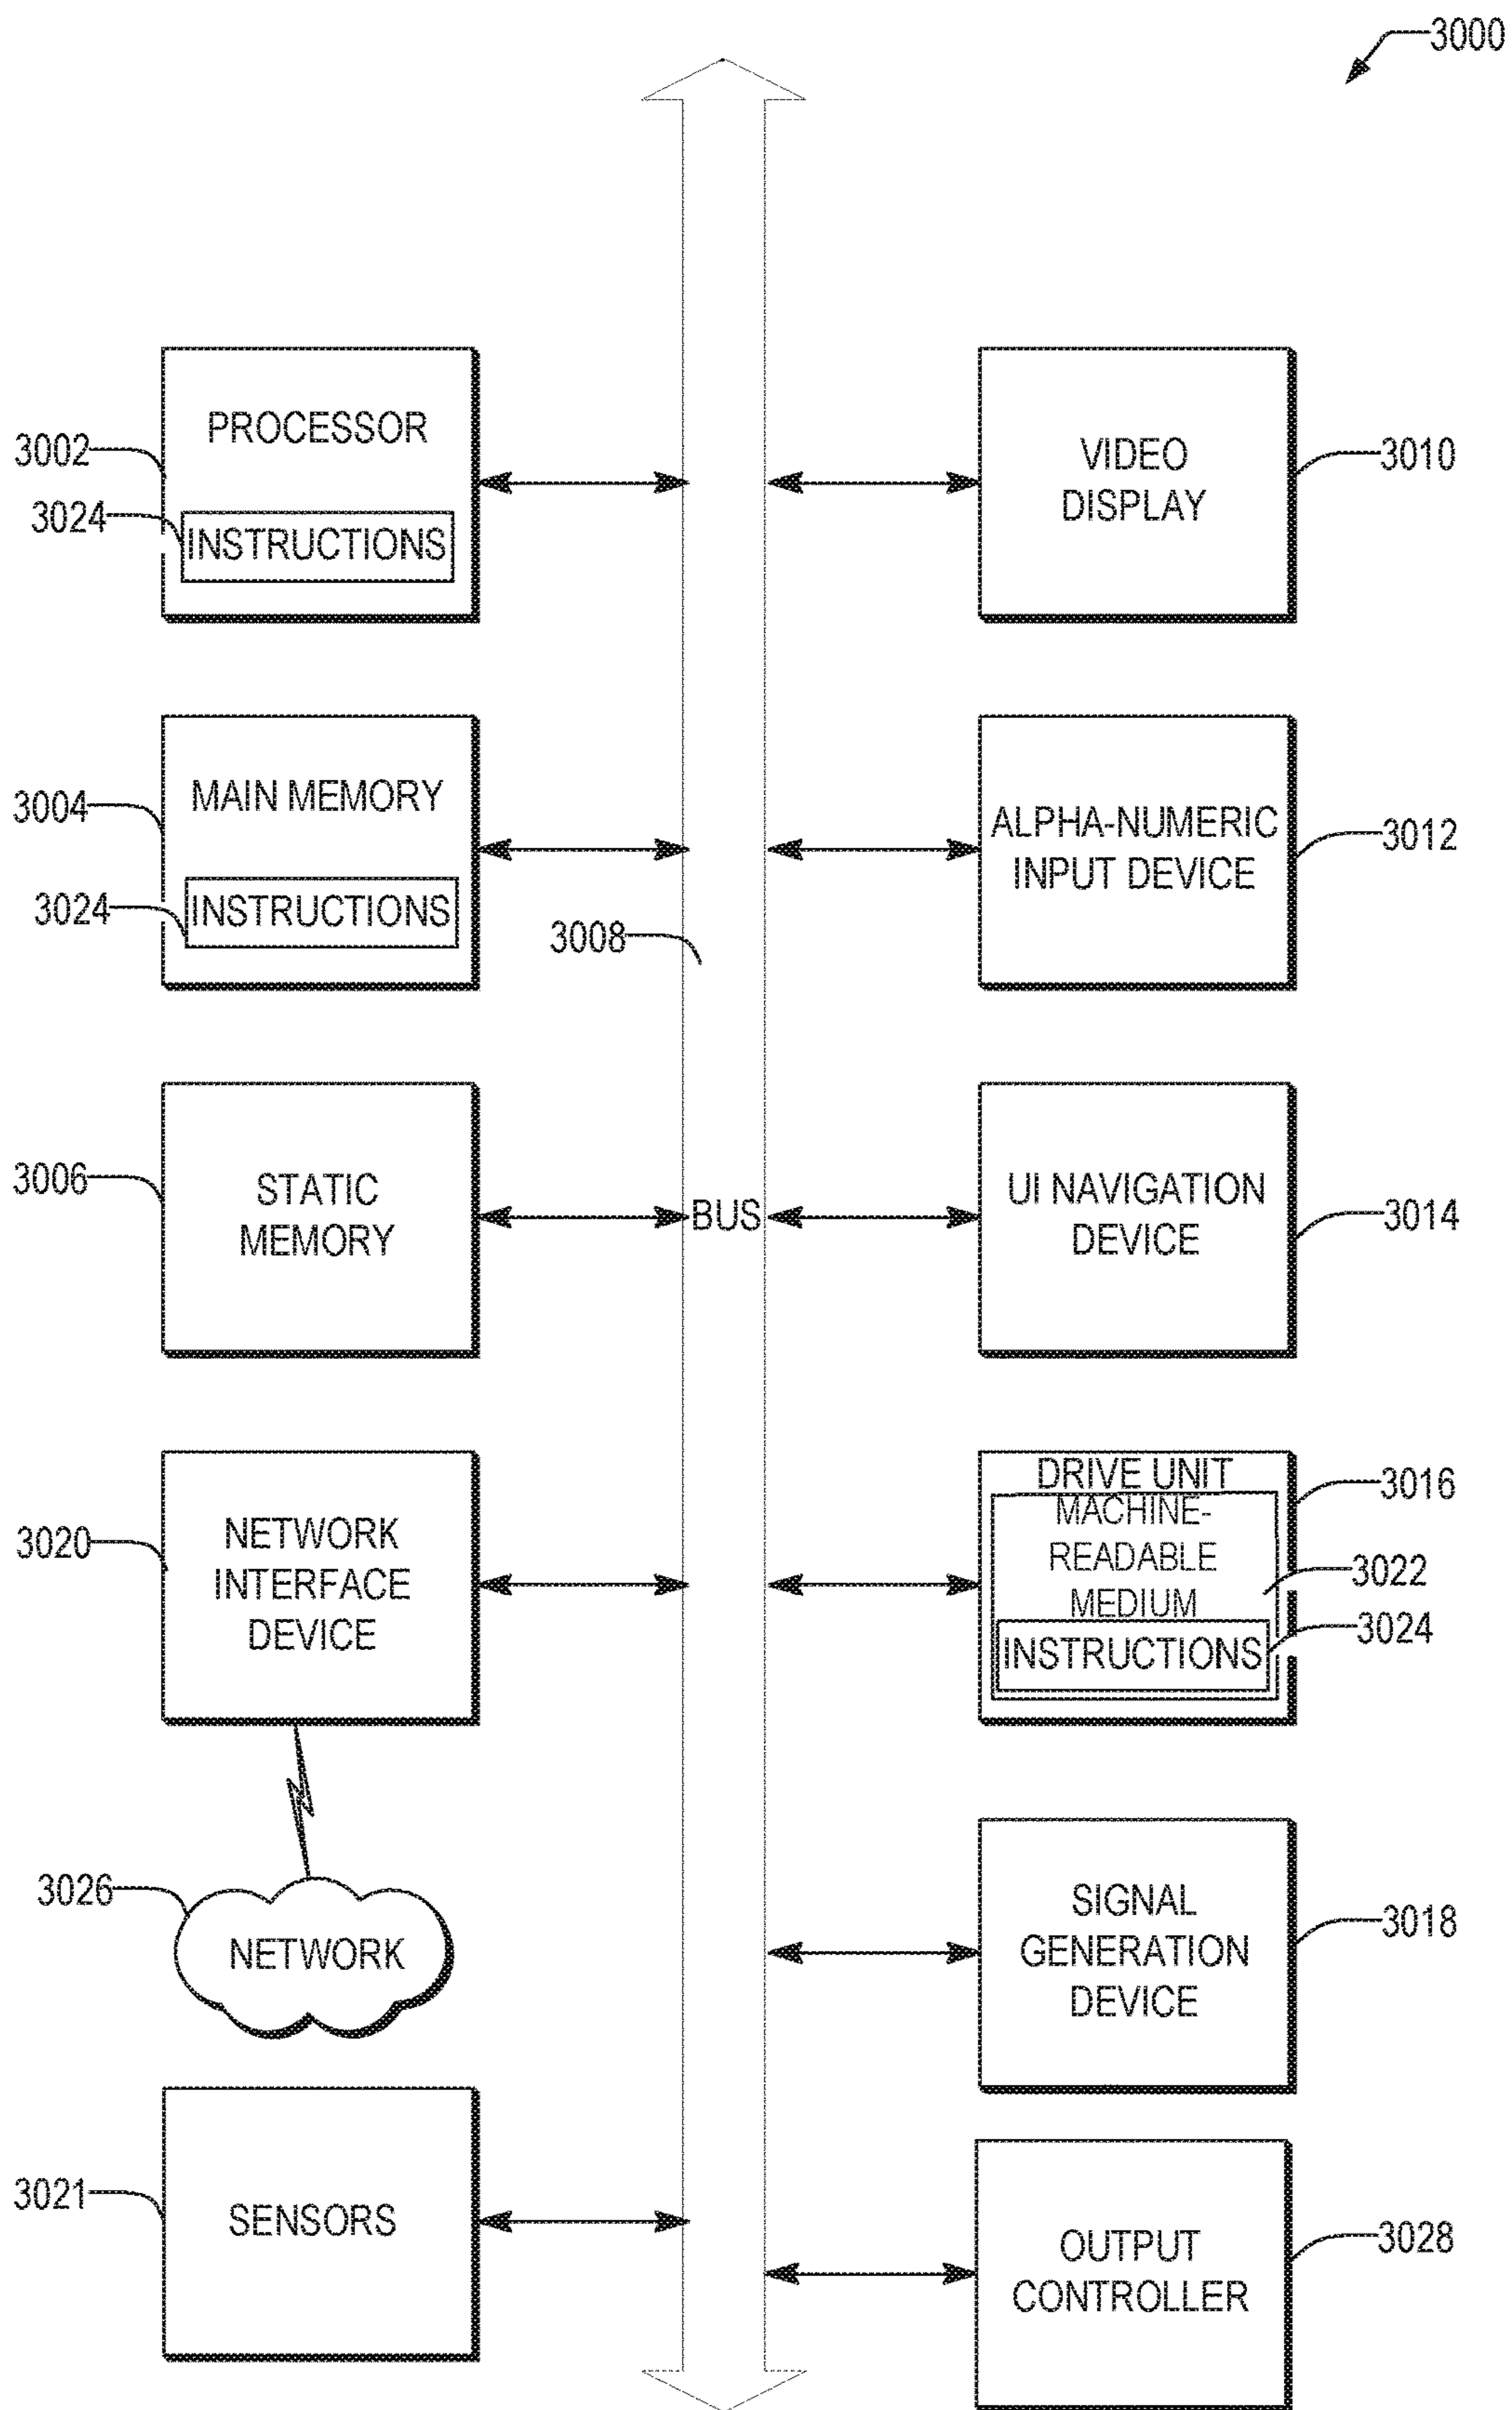 3000
PROCESSOR
3002
3024
INSTRUCTIONS
VIDEO
DISPLAY
3010
MAIN MEMORY
3004
3024
INSTRUCTIONS
3008
ALPHA-NUMERIC
INPUT DEVICE
3012
STATIC
MEMORY
3006
BUS
UI NAVIGATION
DEVICE
3014
NETWORK
INTERFACE
DEVICE
3020
DRIVE UNIT
3016
MACHINE-
READABLE
MEDIUM
3022
INSTRUCTIONS
3024
3026
NETWORK
SIGNAL
GENERATION
DEVICE
3018
3021
SENSORS
OUTPUT
CONTROLLER
3028